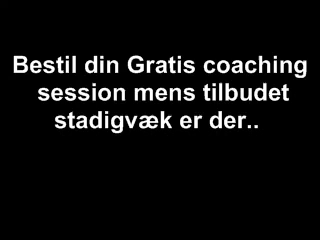 Bestil din Gratis coaching
session mens tilbudet
stadigvæk er der..